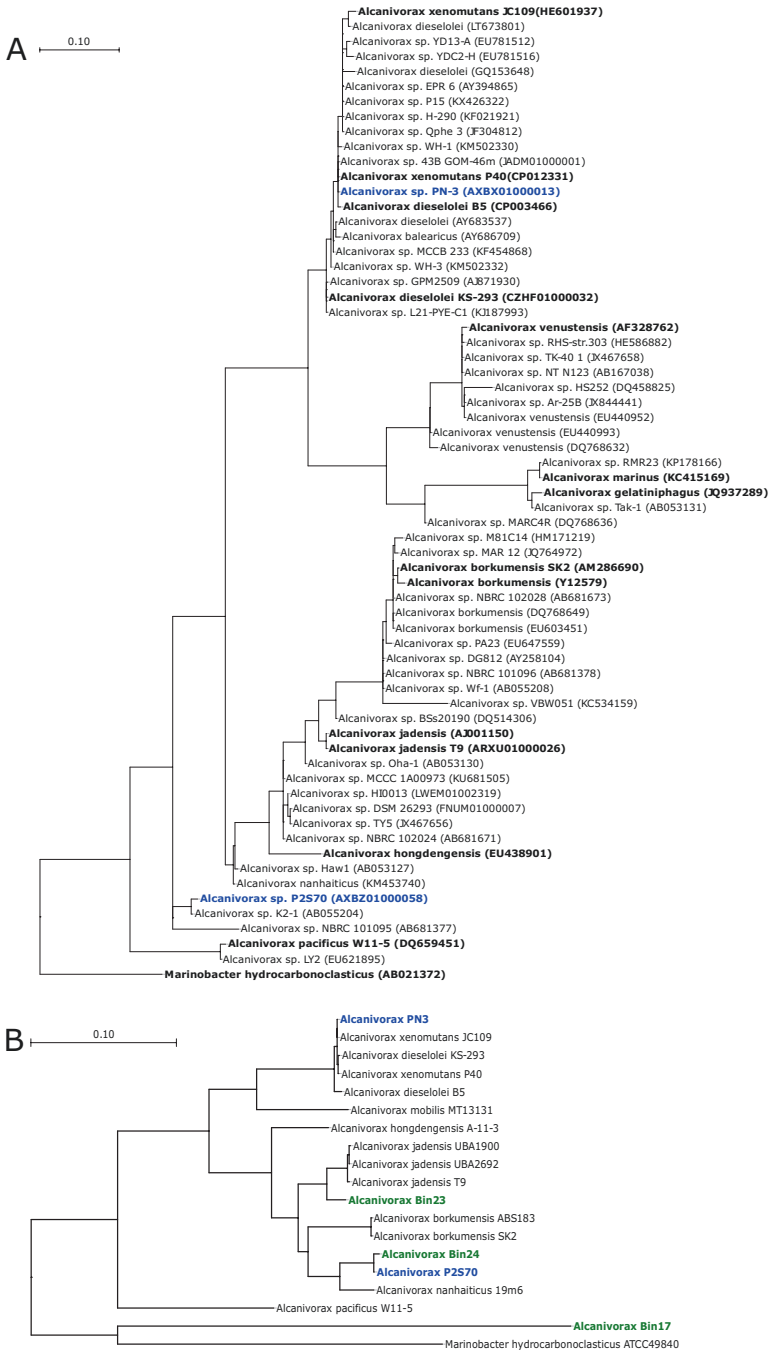 A
0.10
Alcanivorax xenomutans JC109(HE601937)
Alcanivorax dieselolei (LT673801)
Alcanivorax sp. YD13-A (EU781512)
Alcanivorax sp. YDC2-H (EU781516)
Alcanivorax dieselolei (GQ153648)
Alcanivorax sp. EPR 6 (AY394865)
Alcanivorax sp. P15 (KX426322)
Alcanivorax sp. H-290 (KF021921)
Alcanivorax sp. Qphe 3 (JF304812)
Alcanivorax sp. WH-1 (KM502330)
Alcanivorax sp. 43B GOM-46m (JADM01000001)
Alcanivorax xenomutans P40(CP012331)
Alcanivorax sp. PN-3 (AXBX01000013)
Alcanivorax dieselolei B5 (CP003466)
Alcanivorax dieselolei (AY683537)
Alcanivorax balearicus (AY686709)
Alcanivorax sp. MCCB 233 (KF454868)
Alcanivorax sp. WH-3 (KM502332)
Alcanivorax sp. GPM2509 (AJ871930)
Alcanivorax dieselolei KS-293 (CZHF01000032)
Alcanivorax sp. L21-PYE-C1 (KJ187993)
Alcanivorax venustensis (AF328762)
Alcanivorax sp. RHS-str.303 (HE586882)
Alcanivorax sp. TK-40 1 (JX467658)
Alcanivorax sp. NT N123 (AB167038)
Alcanivorax sp. HS252 (DQ458825)
Alcanivorax sp. Ar-25B (JX844441)
Alcanivorax venustensis (EU440952)
Alcanivorax venustensis (EU440993)
Alcanivorax venustensis (DQ768632)
Alcanivorax sp. RMR23 (KP178166)
Alcanivorax marinus (KC415169)
Alcanivorax gelatiniphagus (JQ937289)
Alcanivorax sp. Tak-1 (AB053131)
Alcanivorax sp. MARC4R (DQ768636)
Alcanivorax sp. M81C14 (HM171219)
Alcanivorax sp. MAR 12 (JQ764972)
Alcanivorax borkumensis SK2 (AM286690)
Alcanivorax borkumensis (Y12579)
Alcanivorax sp. NBRC 102028 (AB681673)
Alcanivorax borkumensis (DQ768649)
Alcanivorax borkumensis (EU603451)
Alcanivorax sp. PA23 (EU647559)
Alcanivorax sp. DG812 (AY258104)
Alcanivorax sp. NBRC 101096 (AB681378)
Alcanivorax sp. Wf-1 (AB055208)
Alcanivorax sp. VBW051 (KC534159)
Alcanivorax sp. BSs20190 (DQ514306)
Alcanivorax jadensis (AJ001150)
Alcanivorax jadensis T9 (ARXU01000026)
Alcanivorax sp. Oha-1 (AB053130)
Alcanivorax sp. MCCC 1A00973 (KU681505)
Alcanivorax sp. HI0013 (LWEM01002319)
Alcanivorax sp. DSM 26293 (FNUM01000007)
Alcanivorax sp. TY5 (JX467656)
Alcanivorax sp. NBRC 102024 (AB681671)
Alcanivorax hongdengensis (EU438901)
Alcanivorax sp. Haw1 (AB053127)
Alcanivorax nanhaiticus (KM453740)
Alcanivorax sp. P2S70 (AXBZ01000058)
Alcanivorax sp. K2-1 (AB055204)
Alcanivorax sp. NBRC 101095 (AB681377)
Alcanivorax pacificus W11-5 (DQ659451)
Alcanivorax sp. LY2 (EU621895)
Marinobacter hydrocarbonoclasticus (AB021372)
B
0.10
Alcanivorax PN3
Alcanivorax xenomutans JC109
Alcanivorax dieselolei KS-293
Alcanivorax xenomutans P40
Alcanivorax dieselolei B5
Alcanivorax mobilis MT13131
Alcanivorax hongdengensis A-11-3
Alcanivorax jadensis UBA1900
Alcanivorax jadensis UBA2692
Alcanivorax jadensis T9
Alcanivorax Bin23
Alcanivorax borkumensis ABS183
Alcanivorax borkumensis SK2
Alcanivorax Bin24
Alcanivorax P2S70
Alcanivorax nanhaiticus 19m6
Alcanivorax pacificus W11-5
Alcanivorax Bin17
Marinobacter hydrocarbonoclasticus ATCC49840